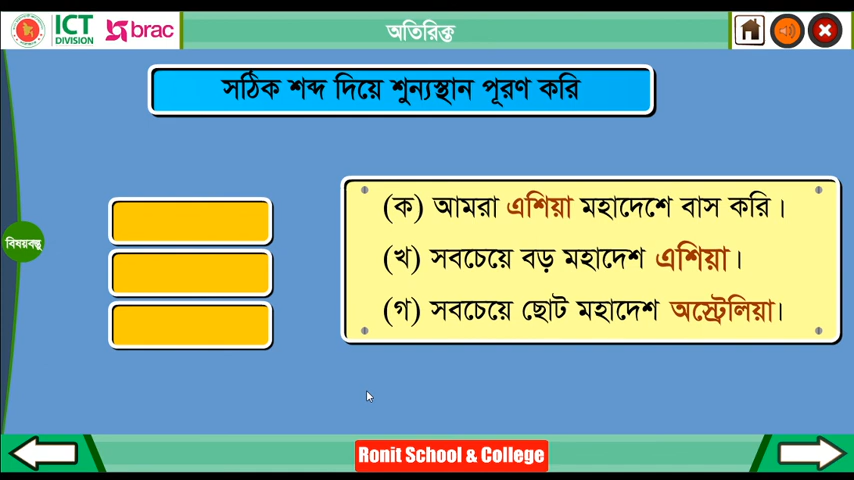 ICT
DIVISION
brac
অতিরিক্ত
সঠিক শব্দ দিয়ে শুন্যস্থান পূরণ করি
বিষয়বস্তু
(ক) আমরা এশিয়া মহাদেশে বাস করি।
(খ) সবচেয়ে বড় মহাদেশ এশিয়া।
(গ) সবচেয়ে ছোট মহাদেশ অস্ট্রেলিয়া।
Ronit School & College